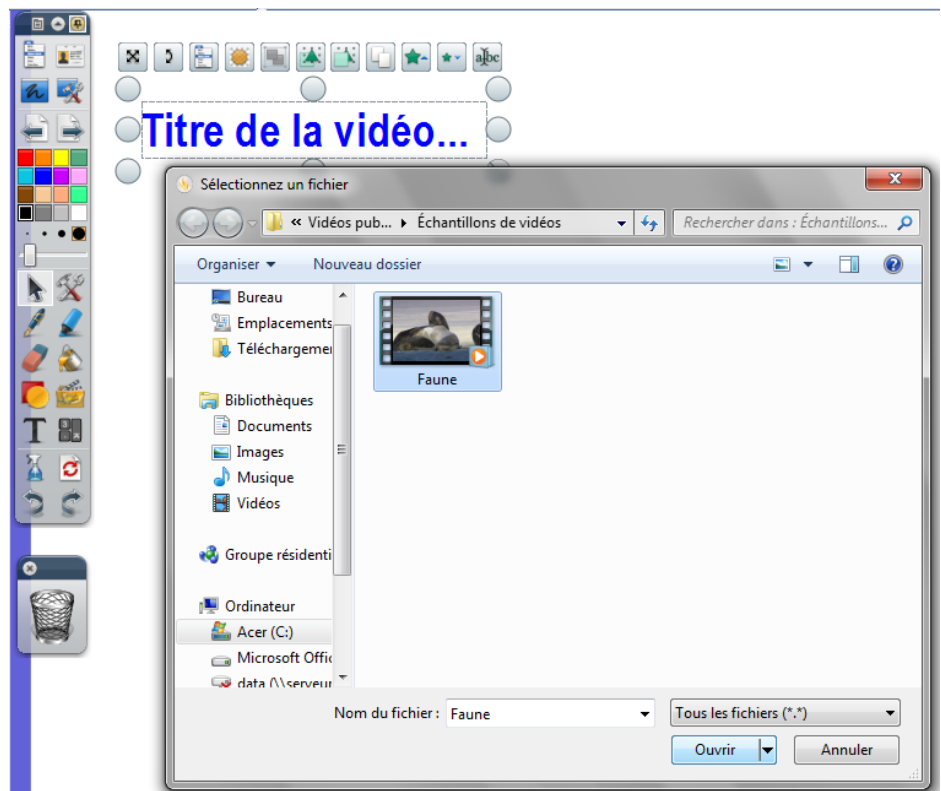 abc
Titre de la vidéo...
Sélectionnez un fichier
« Vidéos pub... Échantillons de vidéos
Rechercher dans : Échantillons...
Organiser Nouveau dossier
Bureau
Emplacements
Téléchargemen
Bibliothèques
Documents
Images
Musique
Vidéos
Groupe résidenti
Ordinateur
Acer (C:)
Microsoft Offic
data (\\serveur
Faune
Nom du fichier : Faune
Tous les fichiers (*.*)
Ouvrir Annuler